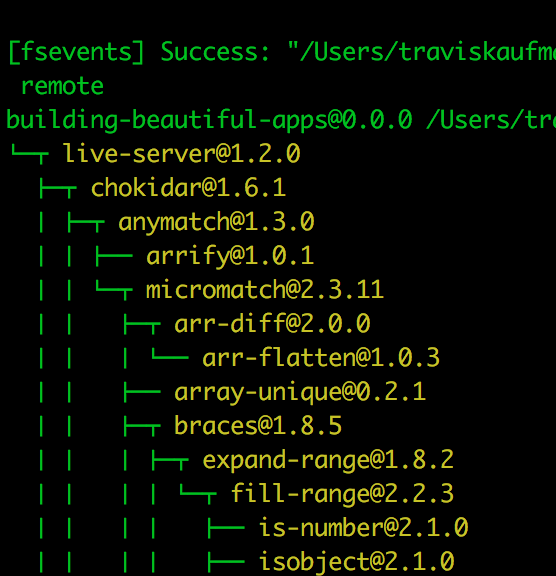 [fsevents] Success: "/Users/traviskaufma
remote
building-beautiful-apps@0.0.0 /Users/tra
└─┬ live-server@1.2.0
  ├─┬ chokidar@1.6.1
  │ ├─┬ anymatch@1.3.0
  │ │ ├── arrify@1.0.1
  │ │ └─┬ micromatch@2.3.11
  │ │   ├─┬ arr-diff@2.0.0
  │ │   │ └── arr-flatten@1.0.3
  │ │   ├── array-unique@0.2.1
  │ │   ├─┬ braces@1.8.5
  │ │   │ ├─┬ expand-range@1.8.2
  │ │   │ │ └─┬ fill-range@2.2.3
  │ │   │ │   ├── is-number@2.1.0
  │ │   │ │   ├── isobject@2.1.0